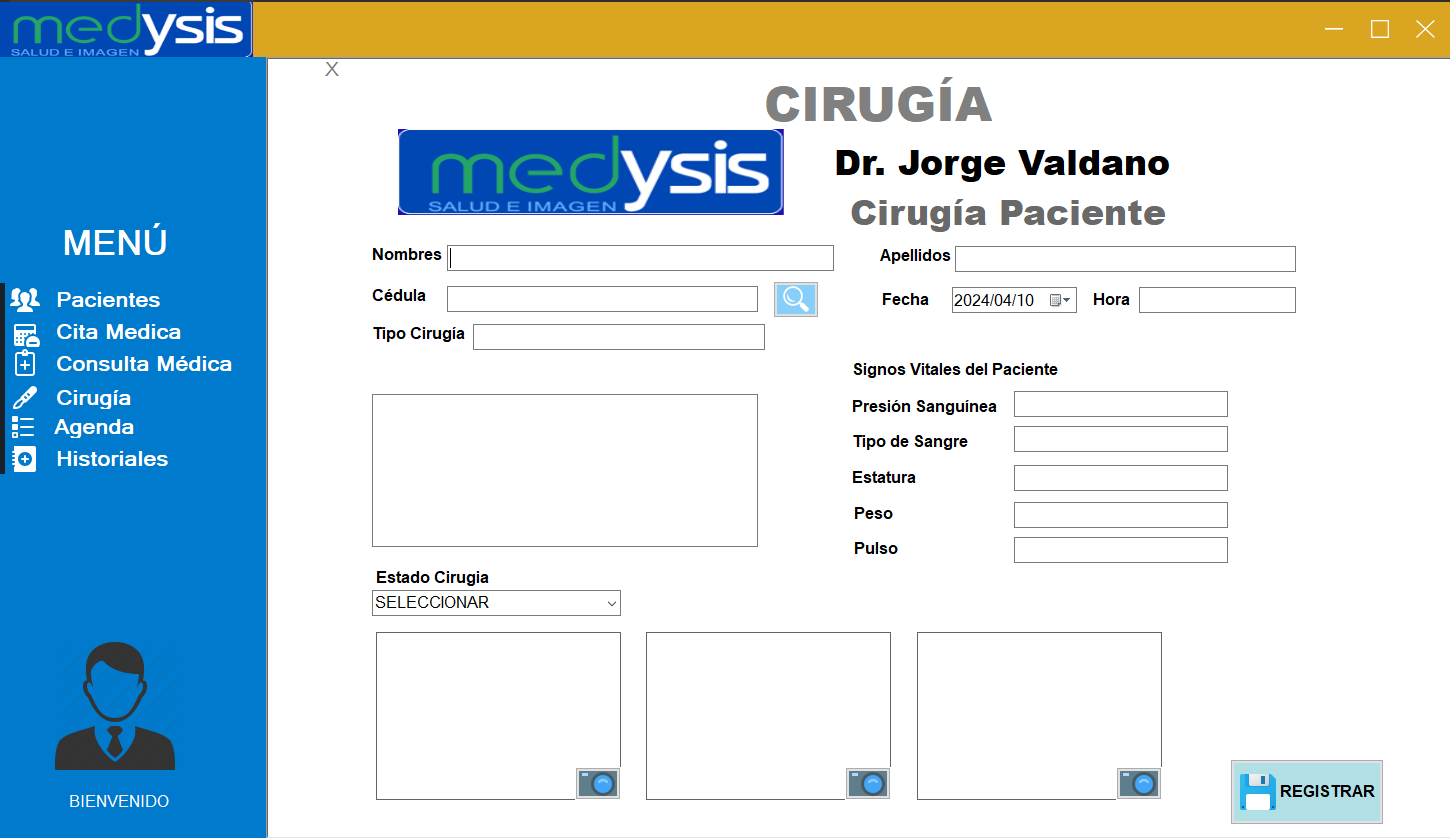 medysis
SALUD E IMAGEN
X
CIRUGÍA
medysis
SALUD E IMAGEN
Dr. Jorge Valdano
Cirugía Paciente
MENÚ
Pacientes
Cita Medica
Consulta Médica
Cirugía
Agenda
Historiales
BIENVENIDO
Nombres
Apellidos
Cédula
Fecha 2024/04/10 Hora
Tipo Cirugía
Signos Vitales del Paciente
Presión Sanguínea
Tipo de Sangre
Estatura
Peso
Pulso
Estado Cirugia
SELECCIONAR
REGISTRAR